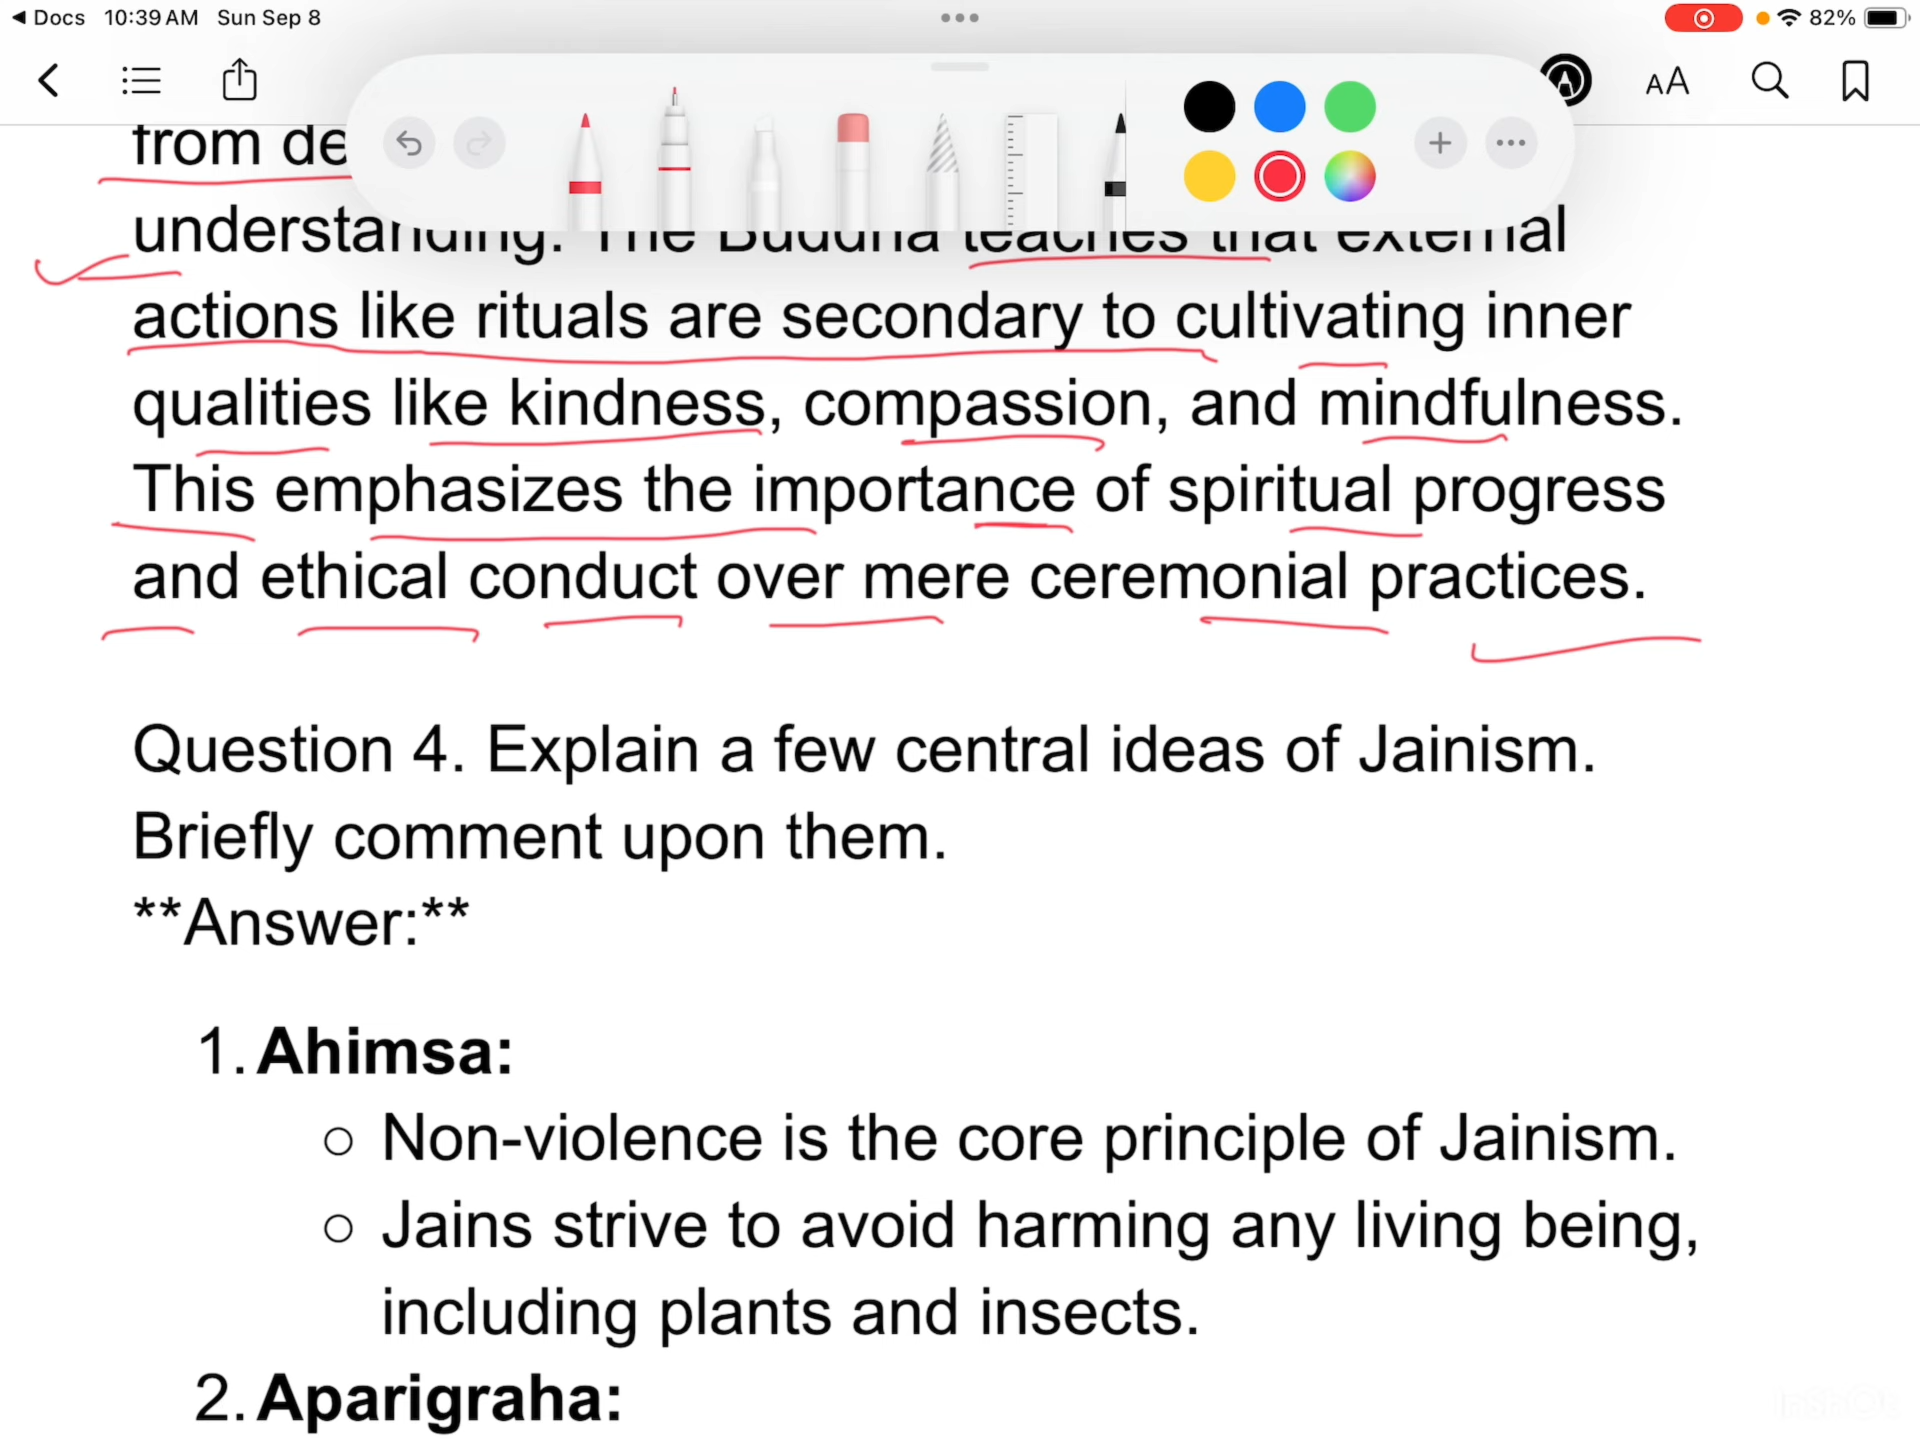 ◀ Docs 10:39 AM Sun Sep 8 82%
AA
from de
understanding. The Buddha teaches that external
actions like rituals are secondary to cultivating inner
qualities like kindness, compassion, and mindfulness.
This emphasizes the importance of spiritual progress
and ethical conduct over mere ceremonial practices.
Question 4. Explain a few central ideas of Jainism.
Briefly comment upon them.
**Answer:**
1. Ahimsa:
○ Non-violence is the core principle of Jainism.
○ Jains strive to avoid harming any living being,
including plants and insects.
2. Aparigraha: